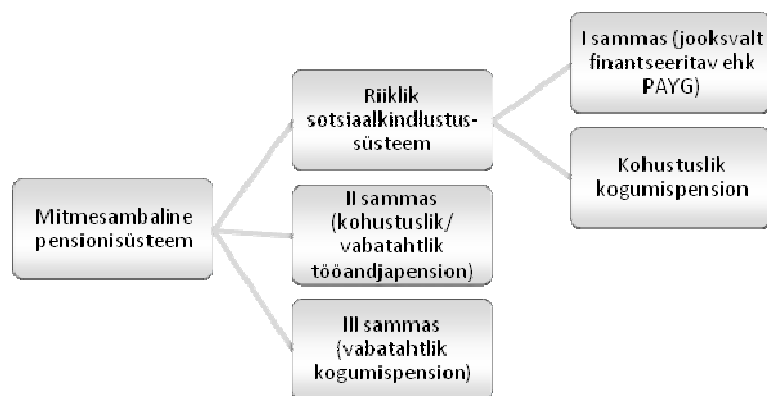 Mitmesambaline
pensionisüsteem
Riiklik
sotsiaalkindlustus-
süsteem
I sammas (jooksvalt
finantseeritav ehk
PAYG)
Kohustuslik
kogumispension
II sammas
(kohustuslik/
vabatahtlik
tööandjapension)
III sammas
(vabatahtlik
kogumispension)